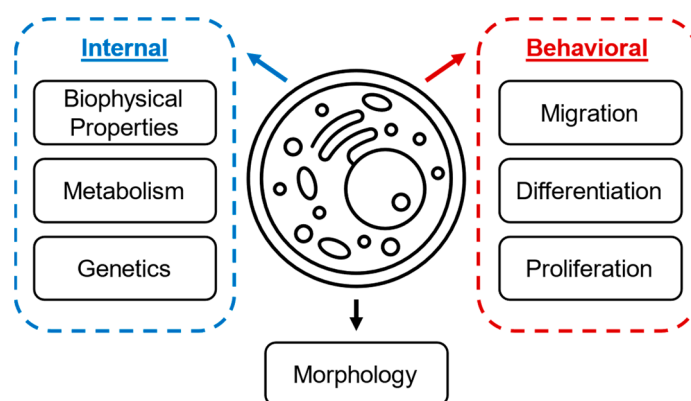 Internal
Biophysical
Properties
Metabolism
Genetics
Behavioral
Migration
Differentiation
Proliferation
Morphology